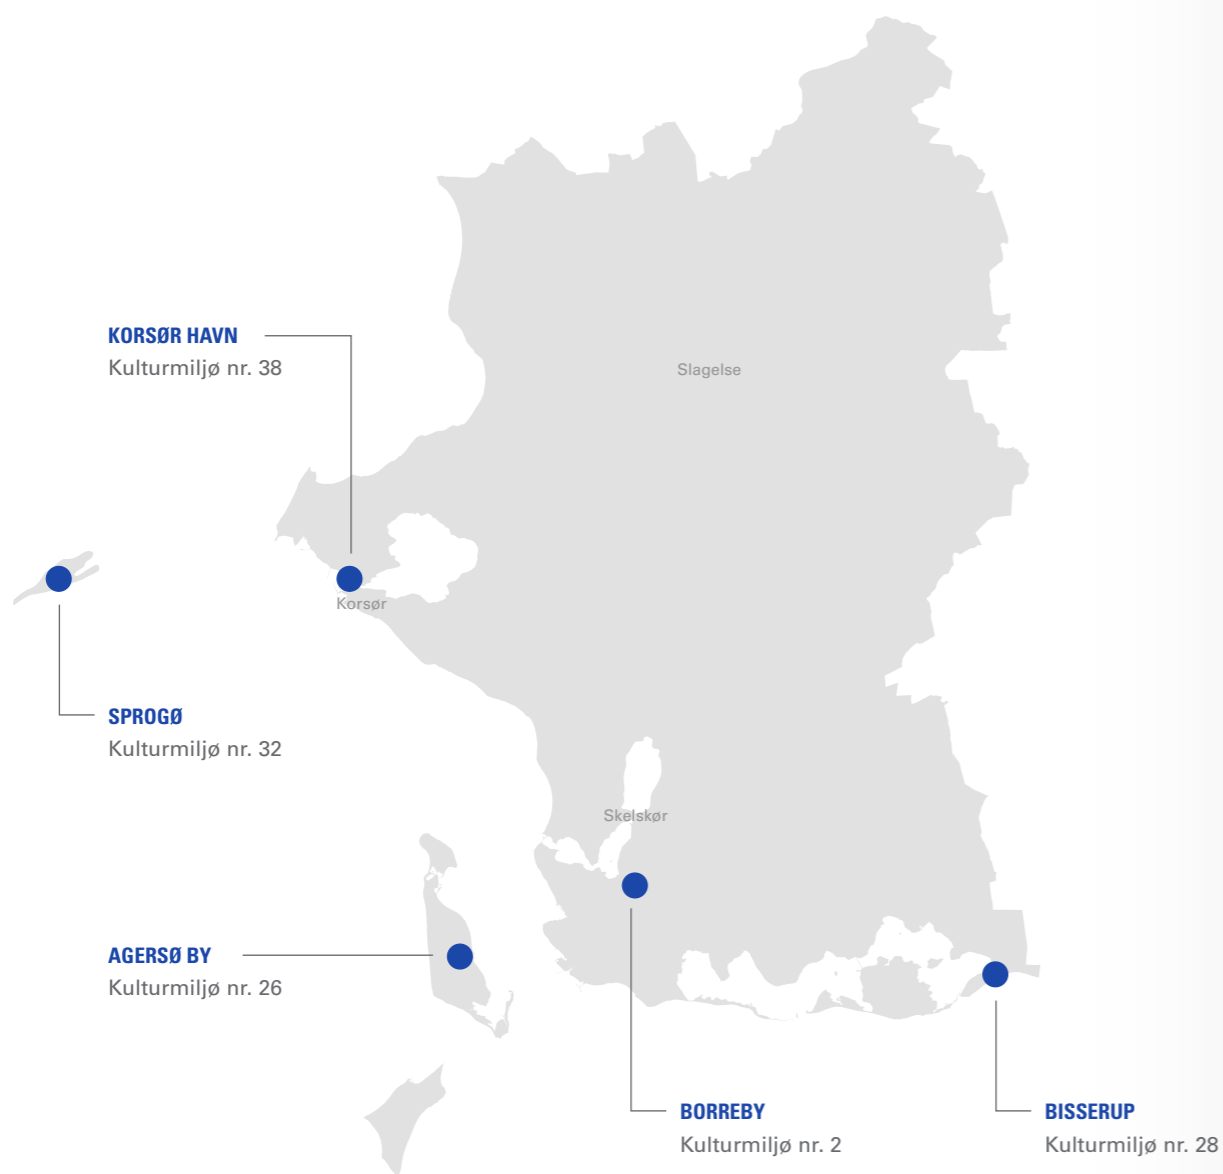 KORSØR HAVN
Kulturmiljø nr. 38
Slagelse
Korsør
SPROGØ
Kulturmiljø nr. 32
Skelskør
AGERSØ BY
Kulturmiljø nr. 26
BORREBY
Kulturmiljø nr. 2
BISSERUP
Kulturmiljø nr. 28